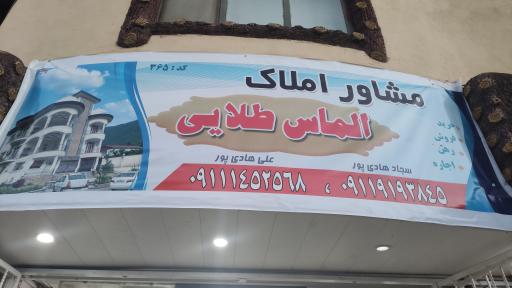 کد: ۳۶۵
مشاور املاک
الماس طلایی
خرید
فروش
رهن
اجاره
سجاد هادی پور
علی هادی پور
۰۹۱۱۹۱۹۳۸۴۵ ، ۰۹۱۱۱۴۵۲۵۶۸